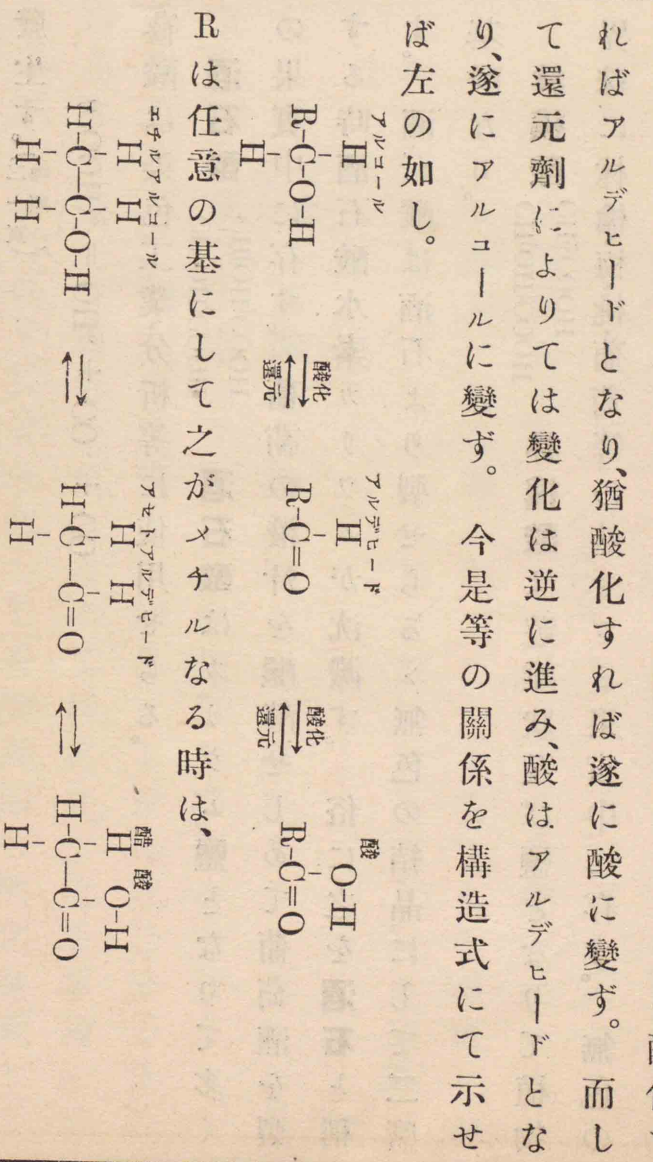 ればアルデヒードとなり、猶酸化すれば遂に酸に變ず。而し
て還元劑によりては變化は逆に進み、酸はアルデヒードとな
り、遂にアルコールに變ず。 今是等の關係を構造式にて示せ
ば左の如し。
アルコール アルデヒード 酸
H H O-H
R-C-O-H 酸化 ⇄ 還元 R-C=O 酸化 ⇄ 還元 R-C=O
H
Rは任意の基にして之がメチルなる時は、
エチルアルコール アセトアルデヒード 醋酸
H H H H H O-H
H-C-C-O-H ⇄ H-C-C=O ⇄ H-C-C=O
H H H H